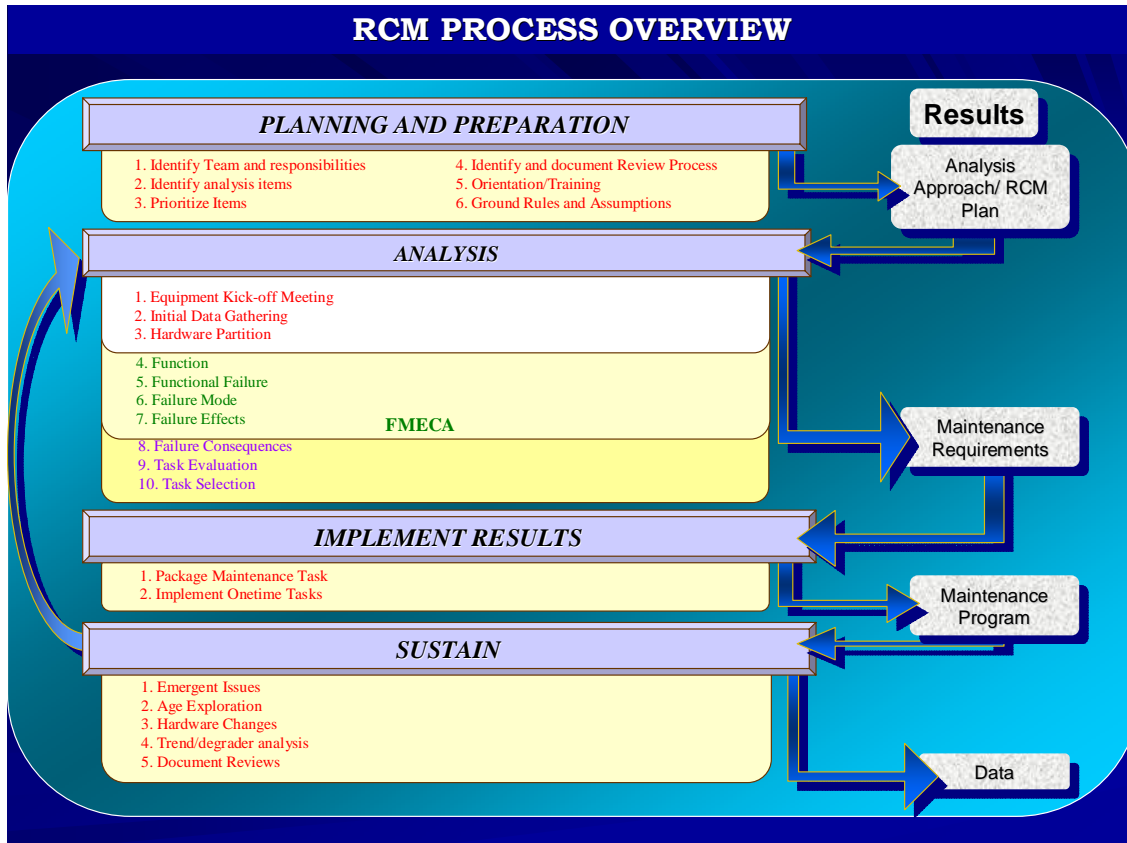 RCM PROCESS OVERVIEW
PLANNING AND PREPARATION
1. Identify Team and responsibilities
2. Identify analysis items
3. Prioritize Items
4. Identify and document Review Process
5. Orientation/Training
6. Ground Rules and Assumptions
Results
Analysis
Approach/ RCM
Plan
ANALYSIS
1. Equipment Kick-off Meeting
2. Initial Data Gathering
3. Hardware Partition
4. Function
5. Functional Failure
6. Failure Mode
7. Failure Effects
FMECA
8. Failure Consequences
9. Task Evaluation
10. Task Selection
Maintenance
Requirements
IMPLEMENT RESULTS
1. Package Maintenance Task
2. Implement Onetime Tasks
Maintenance
Program
SUSTAIN
1. Emergent Issues
2. Age Exploration
3. Hardware Changes
4. Trend/degrader analysis
5. Document Reviews
Data